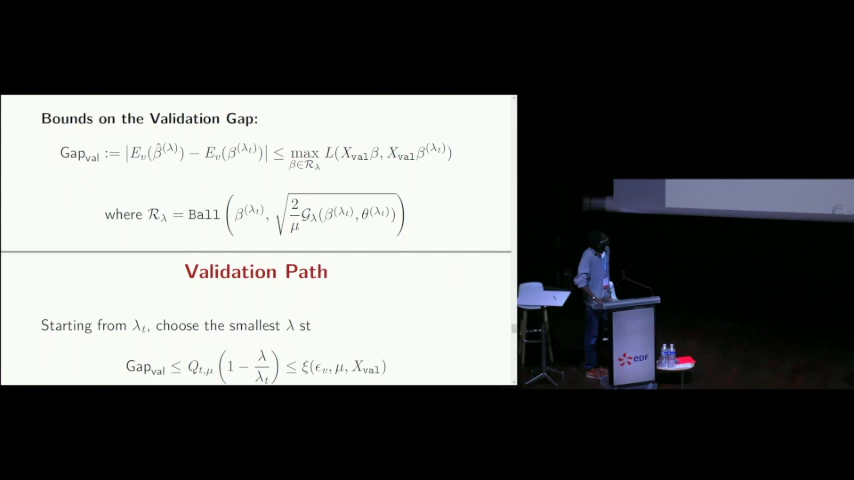 Bounds on the Validation Gap:
Gap_val := |E_v(β̂^(λ)) − E_v(β^(λ_t))| ≤ max_{β∈R_λ} L(X_val β, X_val β^(λ_t))
where R_λ = Ball(β^(λ_t), √(2/μ G_λ(β^(λ_t), θ^(λ_t))))
Validation Path
Starting from λ_t, choose the smallest λ st
Gap_val ≤ Q_{t,μ}(1 − λ/λ_t) ≤ ξ(ε_v, μ, X_val)
eDF